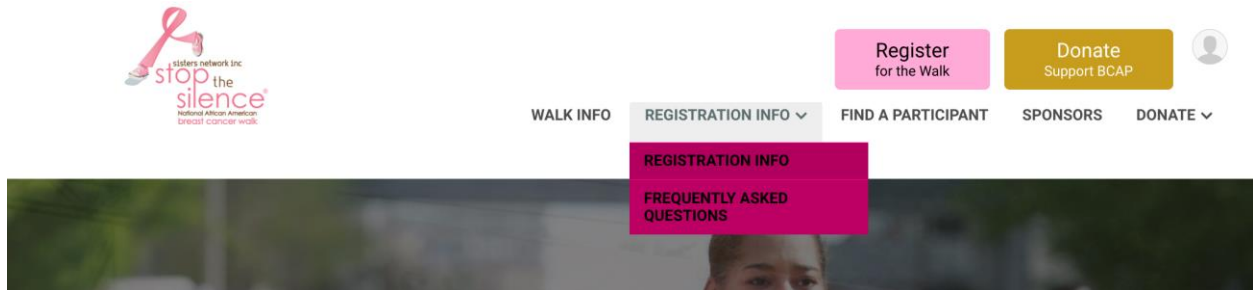 sisters network inc
stop the
silence®
National African American
breast cancer walk
Register
for the Walk
Donate
Support BCAP
WALK INFO REGISTRATION INFO FIND A PARTICIPANT SPONSORS DONATE
REGISTRATION INFO
FREQUENTLY ASKED
QUESTIONS